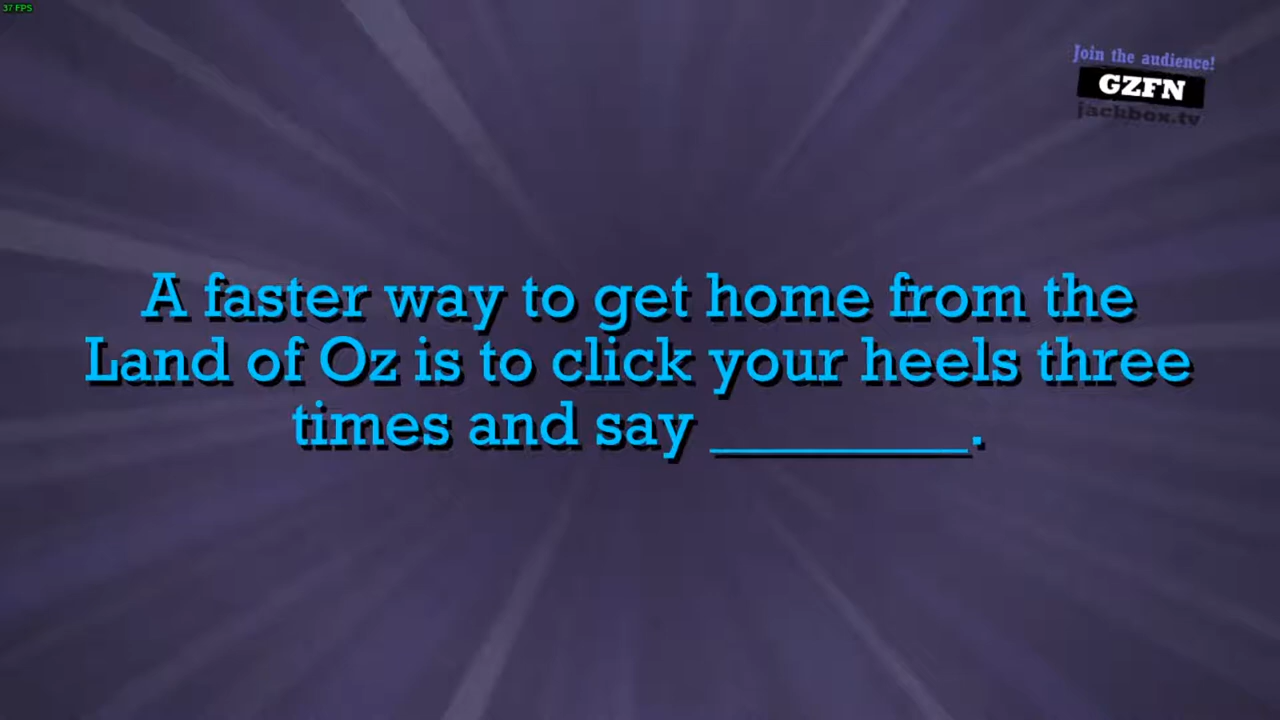 37 FPS
Join the audience!
GZFN
jackbox.tv
A faster way to get home from the
Land of Oz is to click your heels three
times and say _________.